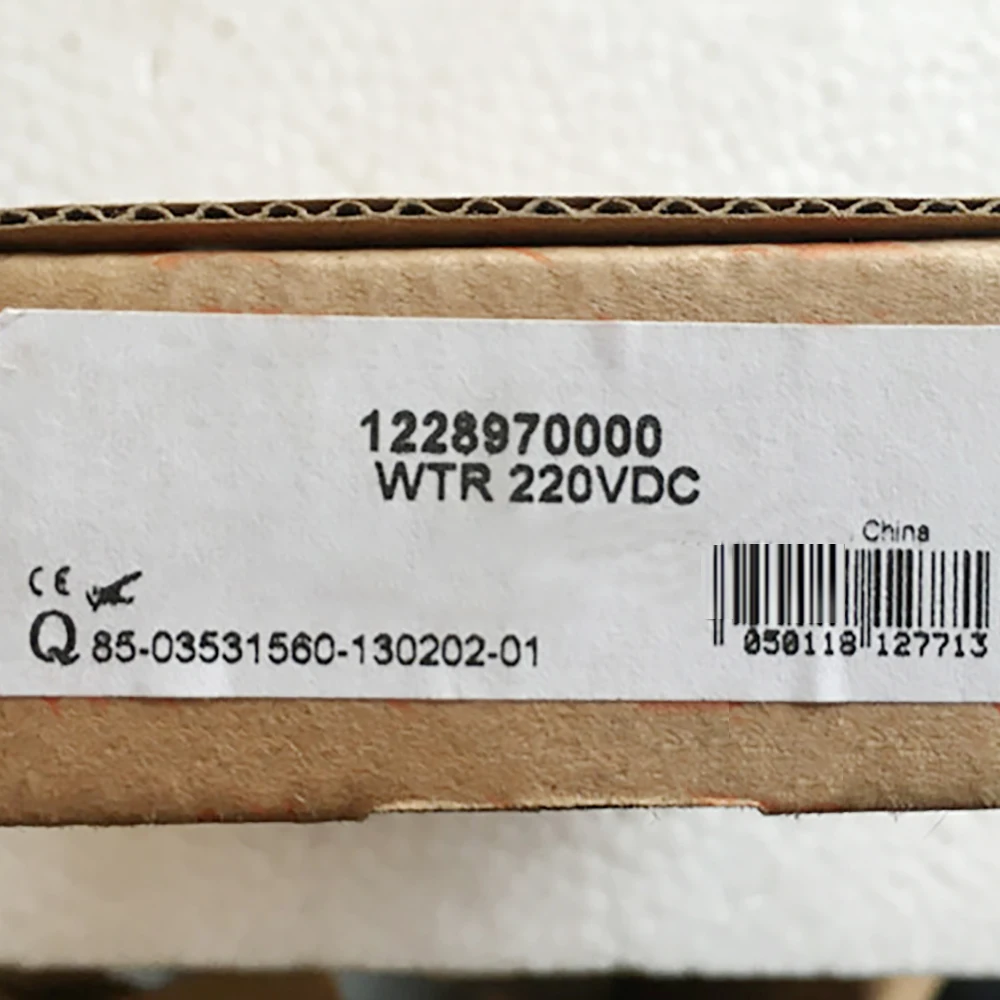 1228970000
WTR 220VDC
China
CE
Q 85-03531560-130202-01
050118 127713